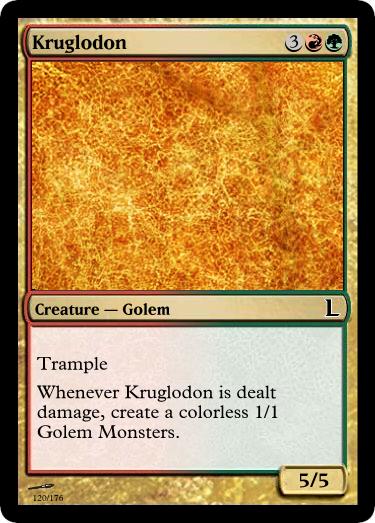 Kruglodon 3
Creature — Golem L
Trample
Whenever Kruglodon is dealt
damage, create a colorless 1/1
Golem Monsters.
5/5
120/176